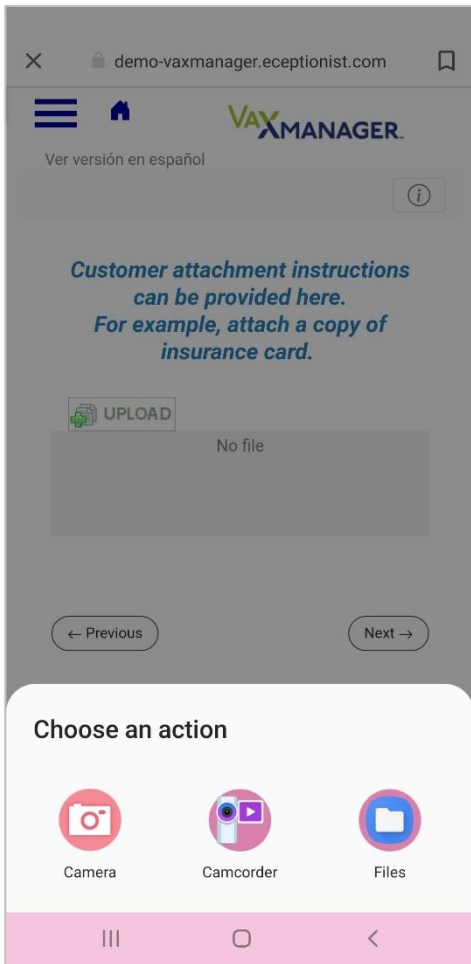 demo-vaxmanager.eceptionist.com
VAXMANAGER
Ver versión en español
i
Customer attachment instructions
can be provided here.
For example, attach a copy of
insurance card.
UPLOAD
No file
← Previous
Next →
Choose an action
Camera
Camcorder
Files